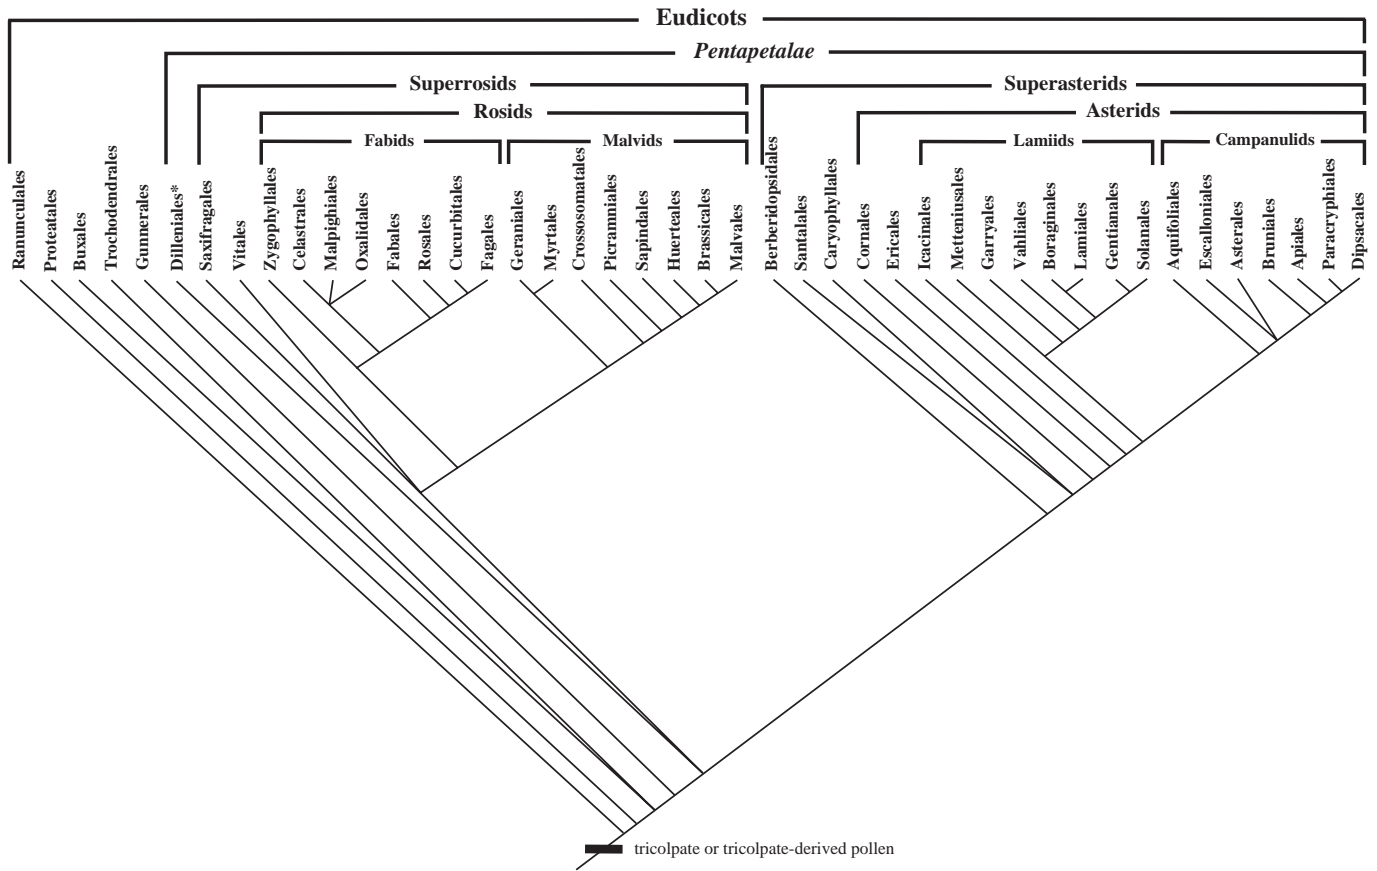 Eudicots
Pentapetalae
Superrosids
Superasterids
Rosids
Asterids
Fabids
Malvids
Lamiids
Campanulids
Ranunculales
Proteatales
Buxales
Trochodendrales
Gunnerales
Dilleniales*
Saxifragales
Vitales
Zygophyllales
Celastrales
Malpighiales
Oxalidales
Fabales
Rosales
Cucurbitales
Fagales
Geraniales
Myrtales
Crossosomatales
Picramniales
Sapindales
Huerteales
Brassicales
Malvales
Berberidopsidales
Santalales
Caryophyllales
Cornales
Ericales
Icacinales
Metteniusales
Garryales
Vahliales
Boraginales
Lamiales
Gentianales
Solanales
Aquifoliales
Escalloniales
Asterales
Bruniales
Apiales
Paracryphiales
Dipsacales
tricolpate or tricolpate-derived pollen